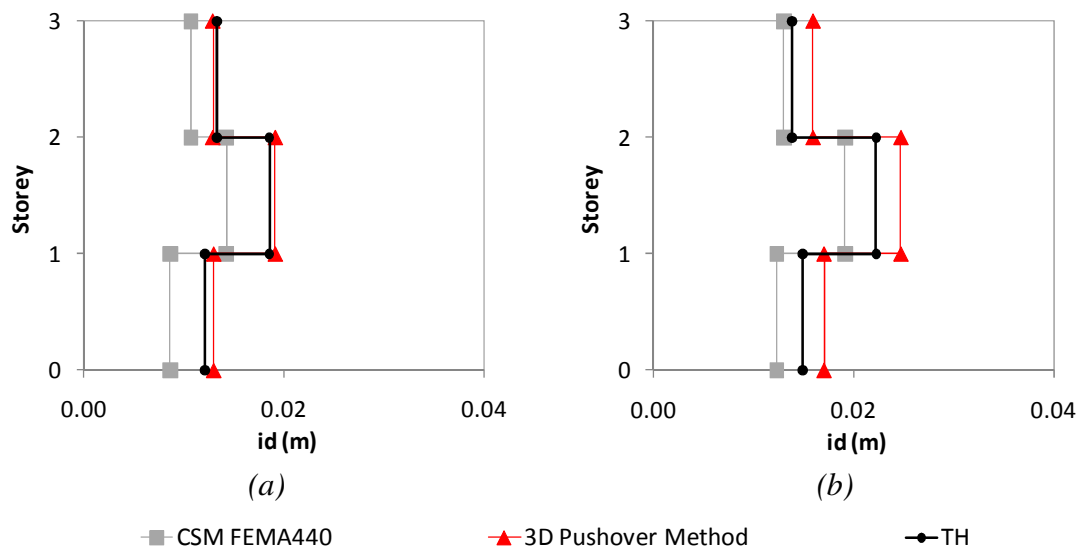 3
2
1
0
Storey
0.00
0.02
0.04
id (m)
(a)
3
2
1
0
Storey
0.00
0.02
0.04
id (m)
(b)
CSM FEMA440
3D Pushover Method
TH